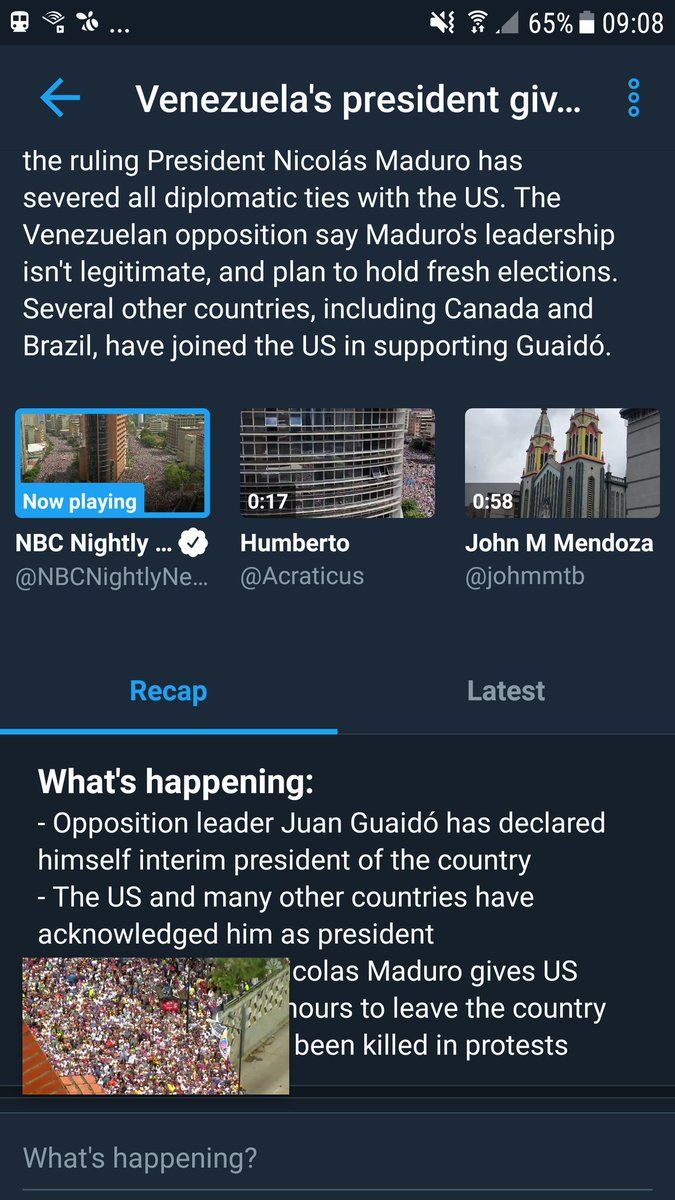 ... 65% 09:08
Venezuela's president giv...
the ruling President Nicolás Maduro has
severed all diplomatic ties with the US. The
Venezuelan opposition say Maduro's leadership
isn't legitimate, and plan to hold fresh elections.
Several other countries, including Canada and
Brazil, have joined the US in supporting Guaidó.
Now playing
0:17
0:58
NBC Nightly ...
Humberto
John M Mendoza
@NBCNightlyNe...
@Acraticus
@johmmtb
Recap
Latest
What's happening:
- Opposition leader Juan Guaidó has declared
himself interim president of the country
- The US and many other countries have
acknowledged him as president
colas Maduro gives US
hours to leave the country
been killed in protests
What's happening?